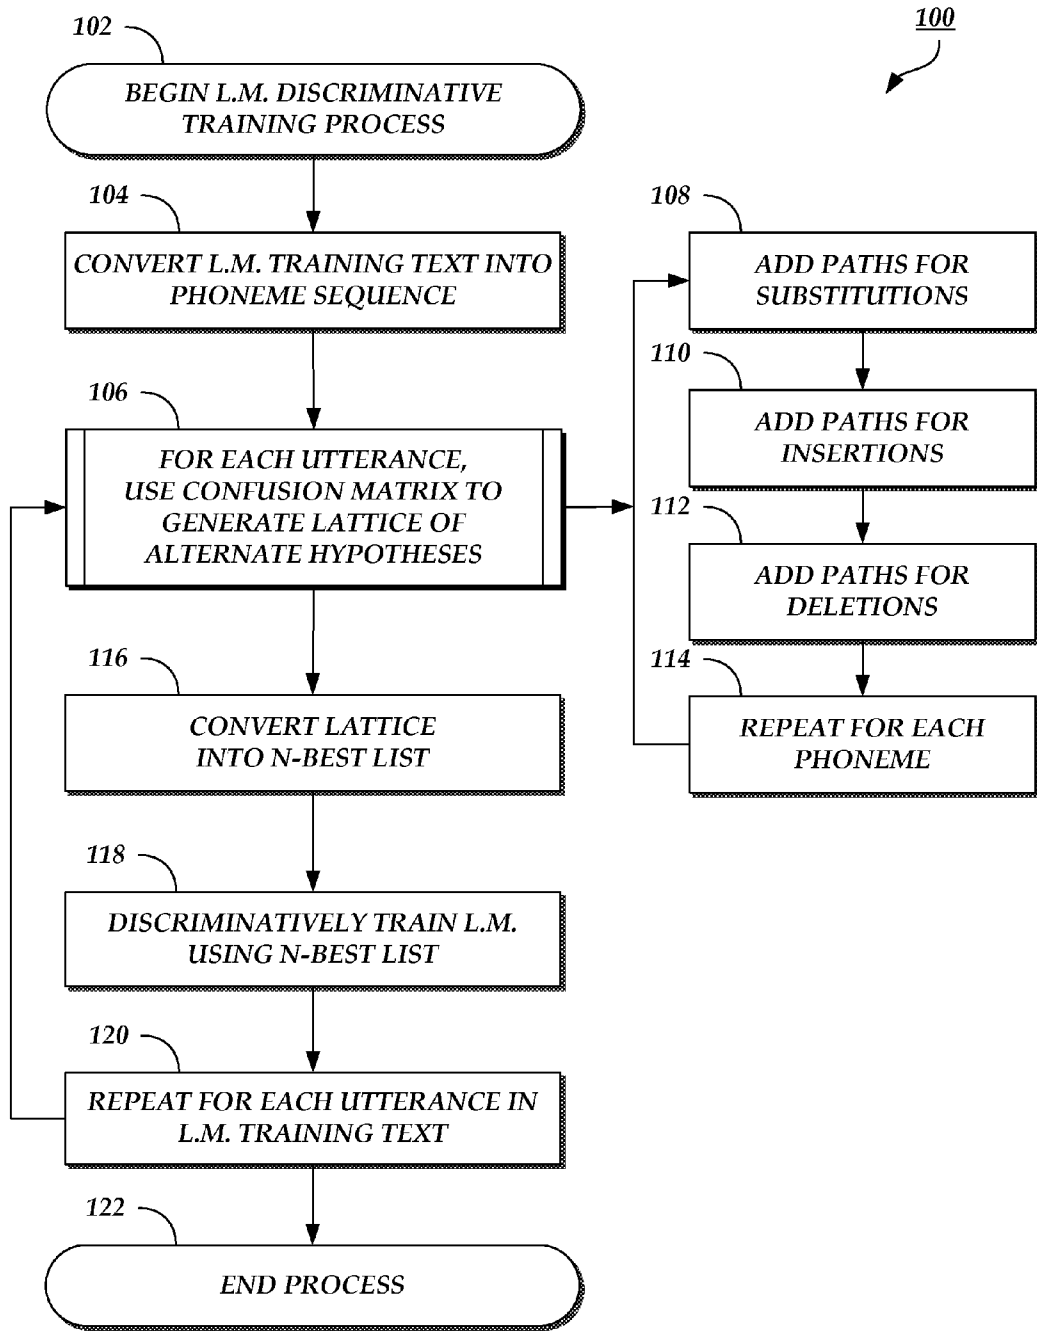 100
102
BEGIN L.M. DISCRIMINATIVE
TRAINING PROCESS
104
CONVERT L.M. TRAINING TEXT INTO
PHONEME SEQUENCE
106
FOR EACH UTTERANCE,
USE CONFUSION MATRIX TO
GENERATE LATTICE OF
ALTERNATE HYPOTHESES
108
ADD PATHS FOR
SUBSTITUTIONS
110
ADD PATHS FOR
INSERTIONS
112
ADD PATHS FOR
DELETIONS
114
REPEAT FOR EACH
PHONEME
116
CONVERT LATTICE
INTO N-BEST LIST
118
DISCRIMINATIVELY TRAIN L.M.
USING N-BEST LIST
120
REPEAT FOR EACH UTTERANCE IN
L.M. TRAINING TEXT
122
END PROCESS